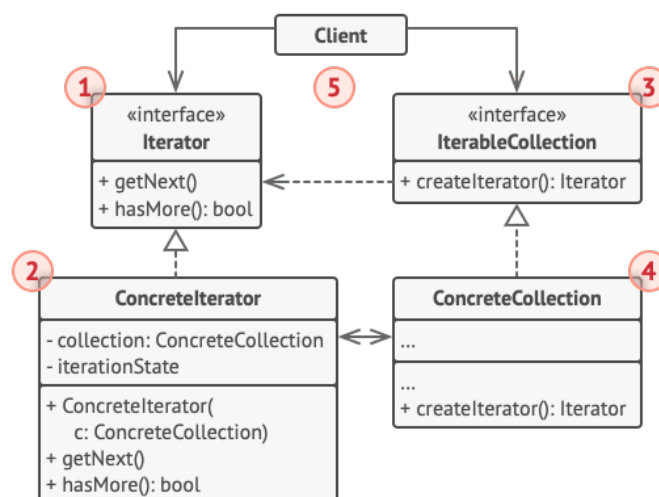 Client
1
5
3
«interface»
Iterator
+ getNext()
+ hasMore(): bool
«interface»
IterableCollection
+ createIterator(): Iterator
2
ConcreteIterator
- collection: ConcreteCollection
- iterationState
+ ConcreteIterator(
c: ConcreteCollection)
+ getNext()
+ hasMore(): bool
4
ConcreteCollection
...
...
+ createIterator(): Iterator